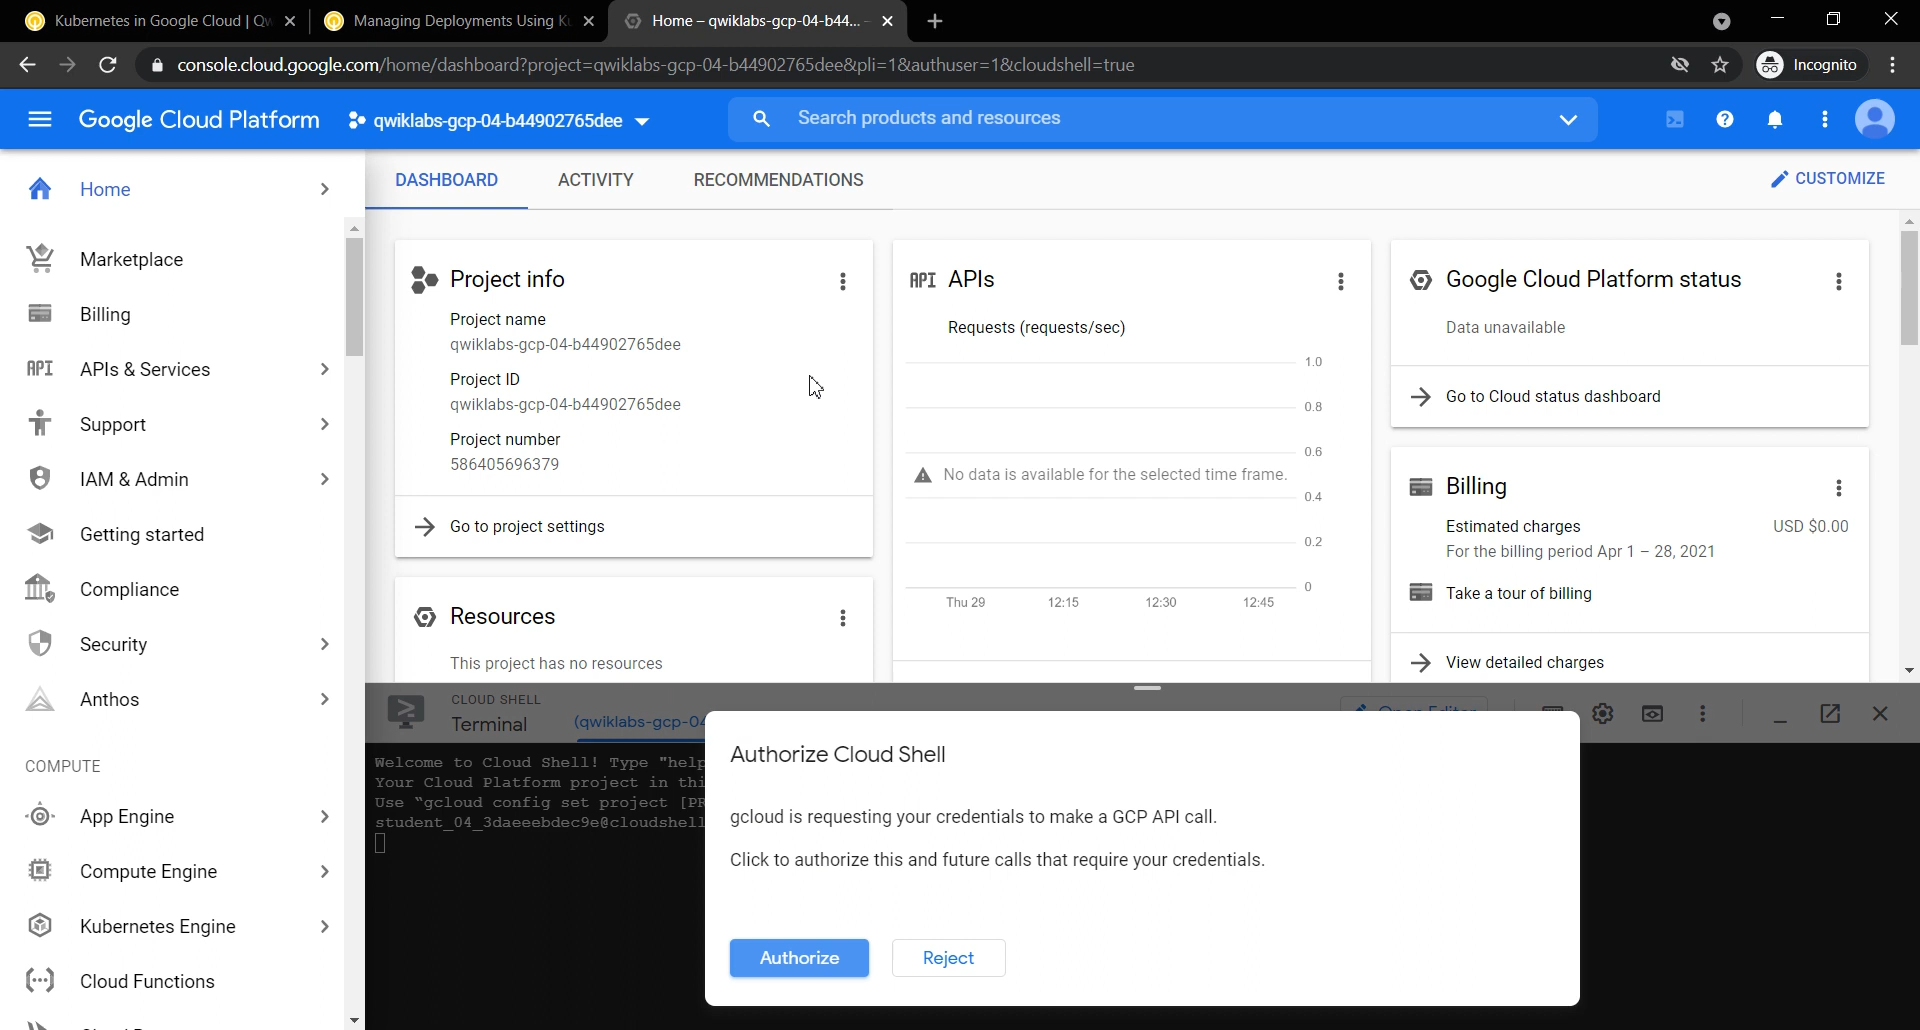 Kubernetes in Google Cloud | Qw
Managing Deployments Using K
Home – qwiklabs-gcp-04-b44...
console.cloud.google.com/home/dashboard?project=qwiklabs-gcp-04-b44902765dee&pli=1&authuser=1&cloudshell=true
Incognito
Google Cloud Platform
qwiklabs-gcp-04-b44902765dee
Search products and resources
Home
Marketplace
Billing
API
APIs & Services
Support
IAM & Admin
Getting started
Compliance
Security
Anthos
COMPUTE
App Engine
Compute Engine
Kubernetes Engine
Cloud Functions
DASHBOARD
ACTIVITY
RECOMMENDATIONS
CUSTOMIZE
Project info
Project name
qwiklabs-gcp-04-b44902765dee
Project ID
qwiklabs-gcp-04-b44902765dee
Project number
586405696379
Go to project settings
Resources
This project has no resources
API
APIs
Requests (requests/sec)
1.0
0.8
0.6
No data is available for the selected time frame.
0.4
0.2
0
Thu 29
12:15
12:30
12:45
Google Cloud Platform status
Data unavailable
Go to Cloud status dashboard
Billing
Estimated charges
USD $0.00
For the billing period Apr 1 – 28, 2021
Take a tour of billing
View detailed charges
CLOUD SHELL
Terminal
(qwiklabs-gcp-04
Open Editor
Welcome to Cloud Shell! Type "help
Your Cloud Platform project in thi
Use “gcloud config set project [PR
student_04_3daeeebdec9e@cloudshell
Authorize Cloud Shell
gcloud is requesting your credentials to make a GCP API call.
Click to authorize this and future calls that require your credentials.
Authorize
Reject